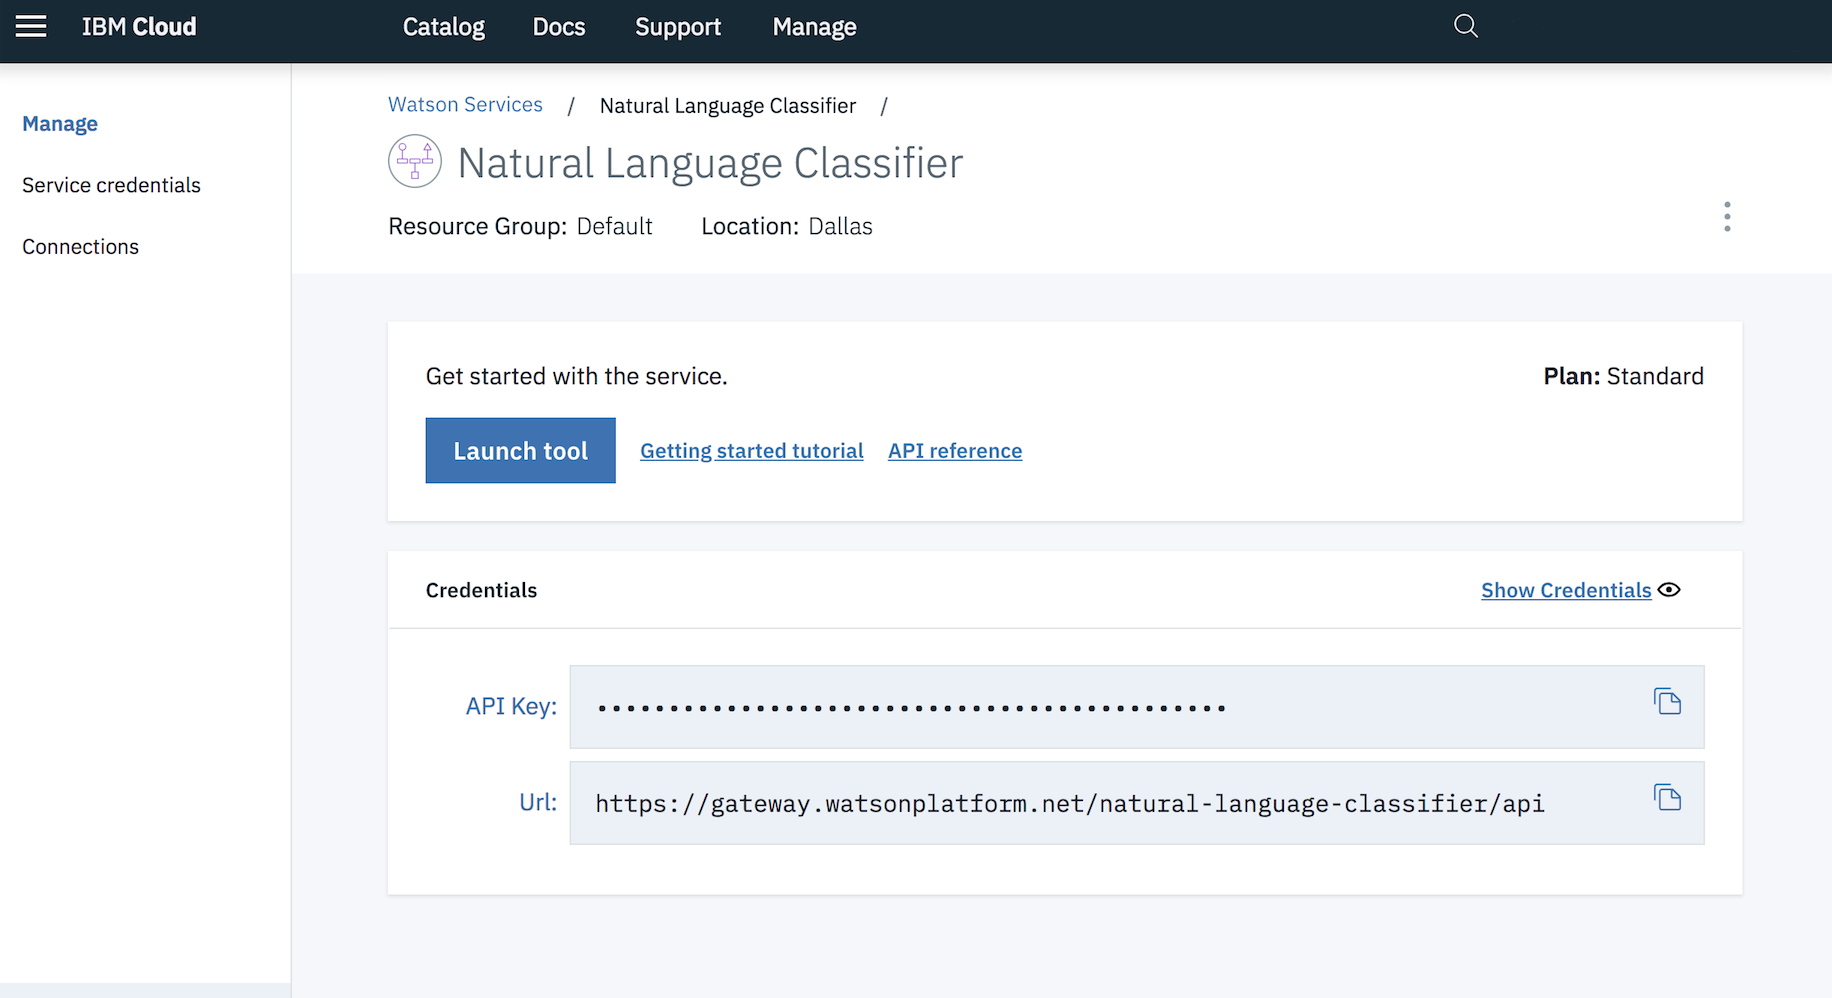 IBM Cloud Catalog Docs Support Manage
Manage
Service credentials
Connections
Watson Services / Natural Language Classifier /
Natural Language Classifier
Resource Group: Default Location: Dallas
Get started with the service. Plan: Standard
Launch tool Getting started tutorial API reference
Credentials Show Credentials
API Key: ••••••••••••••••••••••••••••••••••••••••••••
Url: https://gateway.watsonplatform.net/natural-language-classifier/api